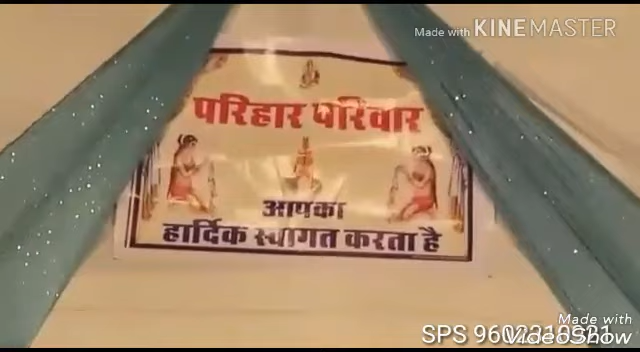 Made with KINEMASTER
परिहार परिवार
आपका
हार्दिक स्वागत करता है
Made with
SPS
VideoShow